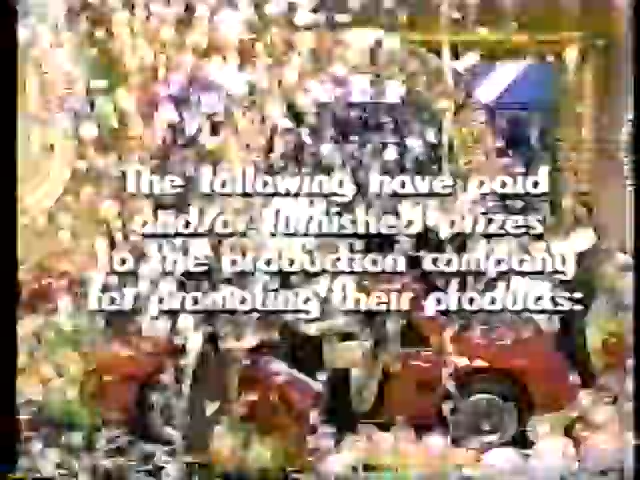 The following have paid
and/or furnished prizes
to the production company
for promoting their products: